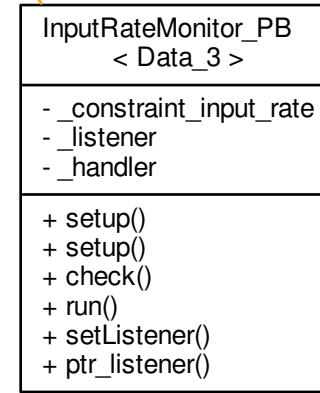 InputRateMonitor_PB
< Data_3 >
- _constraint_input_rate
- _listener
- _handler
+ setup()
+ setup()
+ check()
+ run()
+ setListener()
+ ptr_listener()